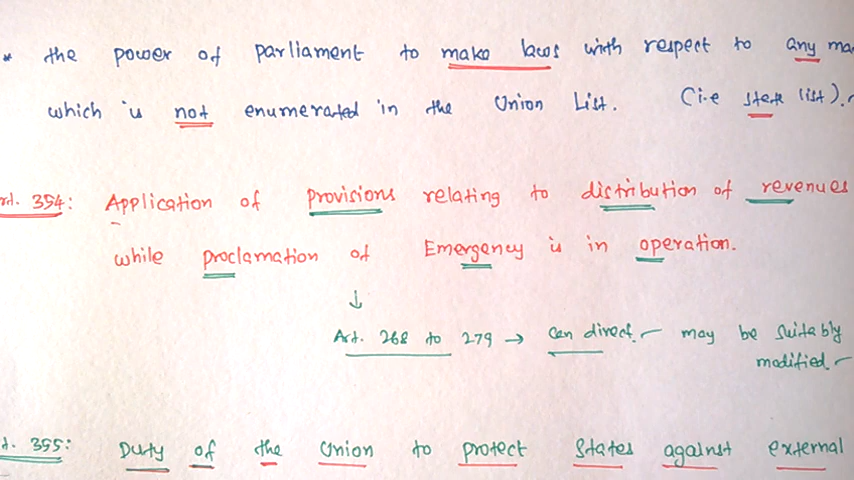 * the power of parliament to make laws with respect to any ma
which is not enumerated in the Union List. (i.e state list).
rt. 354: Application of provisions relating to distribution of revenues
while proclamation of Emergency is in operation.
↓
Art. 268 to 279 → can direct. may be suitably
modified.
t. 355: Duty of the Union to protect States against external